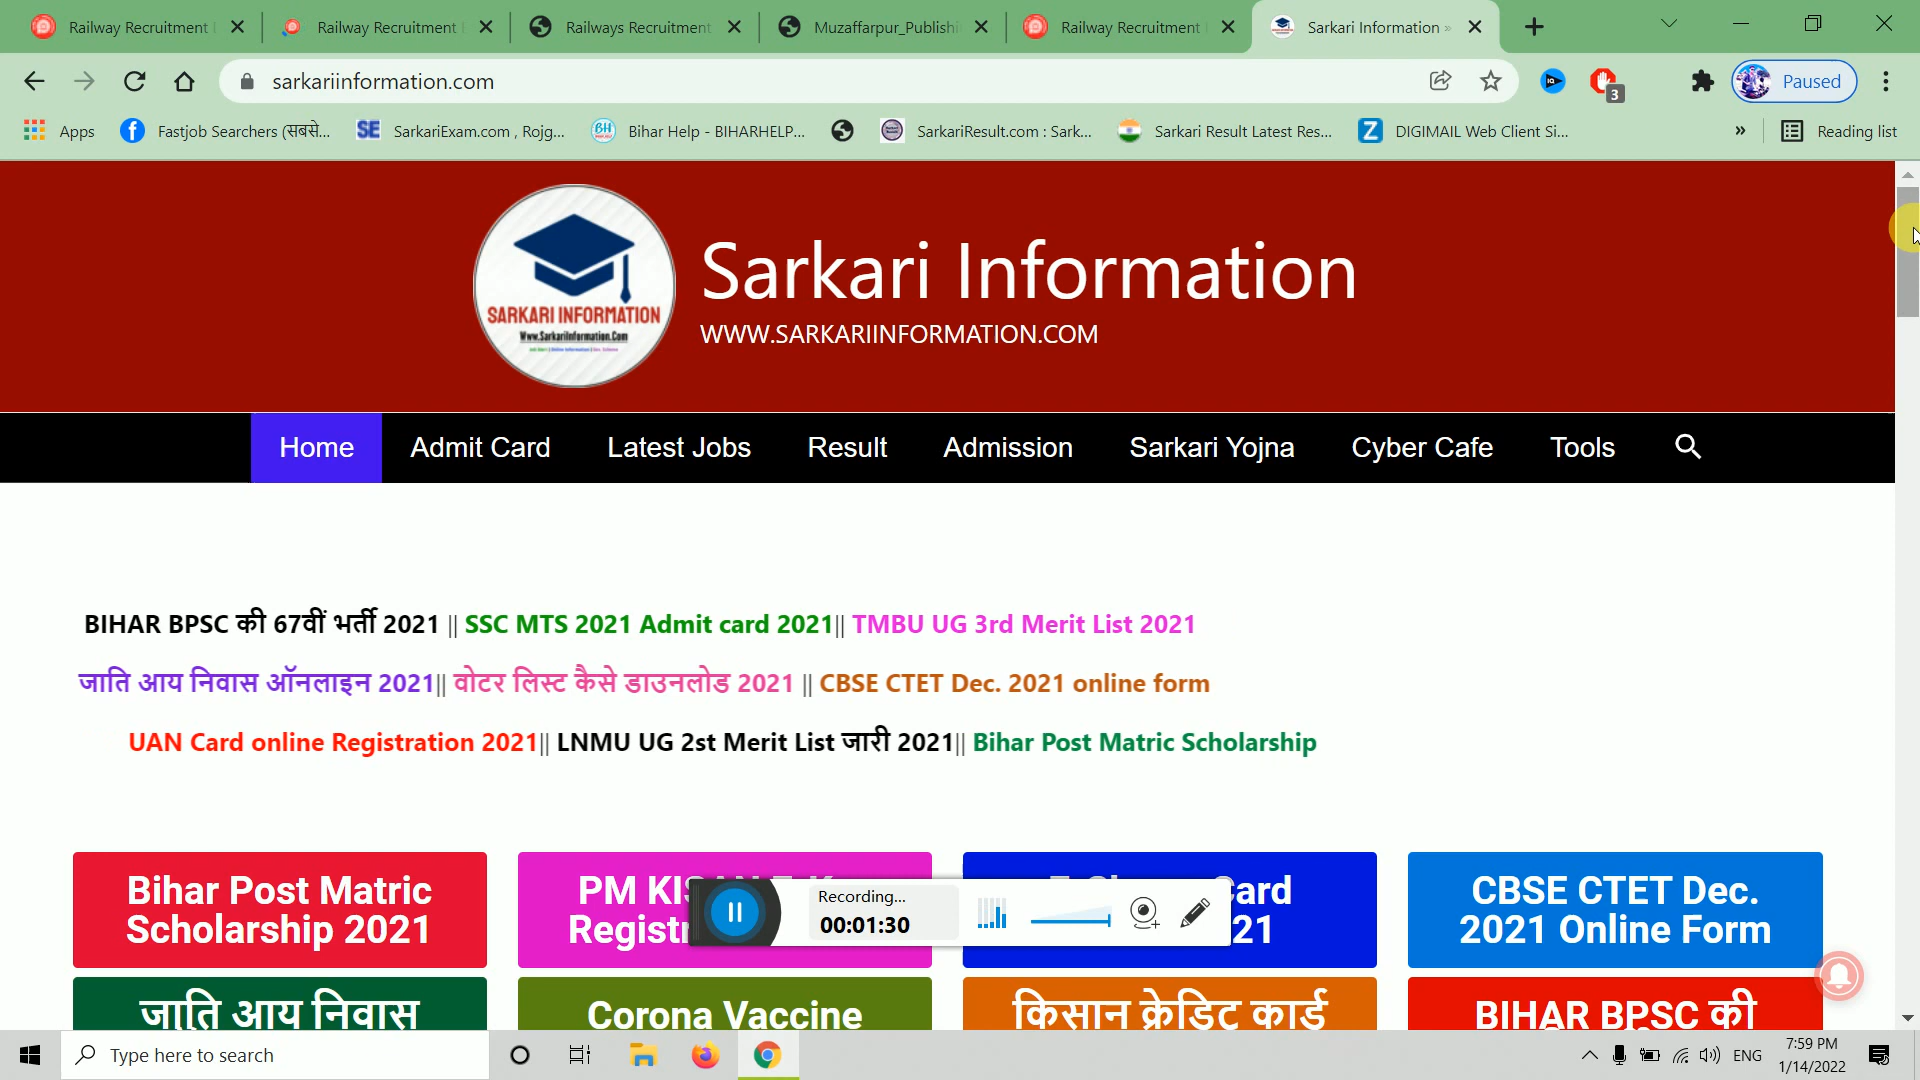 Railway Recruitment
Railway Recruitment
Railways Recruitment
Muzaffarpur_Publishi
Railway Recruitment
Sarkari Information »
sarkariinformation.com
3
Paused
Apps
Fastjob Searchers (सबसे...
SE SarkariExam.com , Rojg...
BH Bihar Help - BIHARHELP...
SarkariResult.com : Sark...
Sarkari Result Latest Res...
Z DIGIMAIL Web Client Si...
»
Reading list
SARKARI INFORMATION
Www.SarkariInformation.Com
Sarkari Information
WWW.SARKARIINFORMATION.COM
Home Admit Card Latest Jobs Result Admission Sarkari Yojna Cyber Cafe Tools
BIHAR BPSC की 67वीं भर्ती 2021 || SSC MTS 2021 Admit card 2021|| TMBU UG 3rd Merit List 2021
जाति आय निवास ऑनलाइन 2021|| वोटर लिस्ट कैसे डाउनलोड 2021 || CBSE CTET Dec. 2021 online form
UAN Card online Registration 2021|| LNMU UG 2st Merit List जारी 2021|| Bihar Post Matric Scholarship
Bihar Post Matric
Scholarship 2021
PM
Card
21
CBSE CTET Dec.
2021 Online Form
Recording...
00:01:30
जाति आय निवास
Corona Vaccine
किसान क्रेडिट कार्ड
BIHAR BPSC की
Type here to search
ENG
7:59 PM
1/14/2022